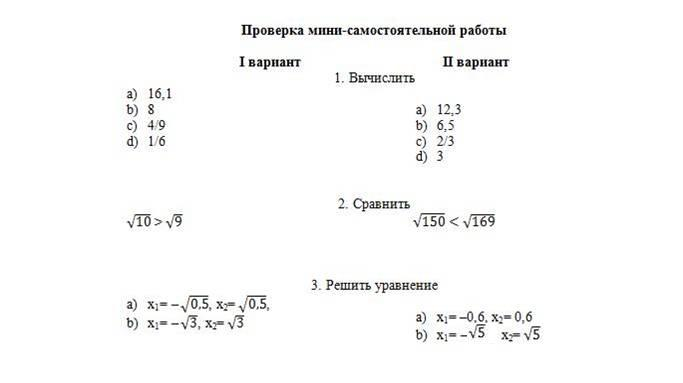 Проверка мини-самостоятельной работы
I вариант II вариант
1. Вычислить
a) 16,1
b) 8
c) 4/9
d) 1/6
a) 12,3
b) 6,5
c) 2/3
d) 3
2. Сравнить
√10 > √9
√150 < √169
3. Решить уравнение
a) x₁= –√0,5, x₂= √0,5,
b) x₁= –√3, x₂= √3
a) x₁= –0,6, x₂= 0,6
b) x₁= –√5 x₂= √5